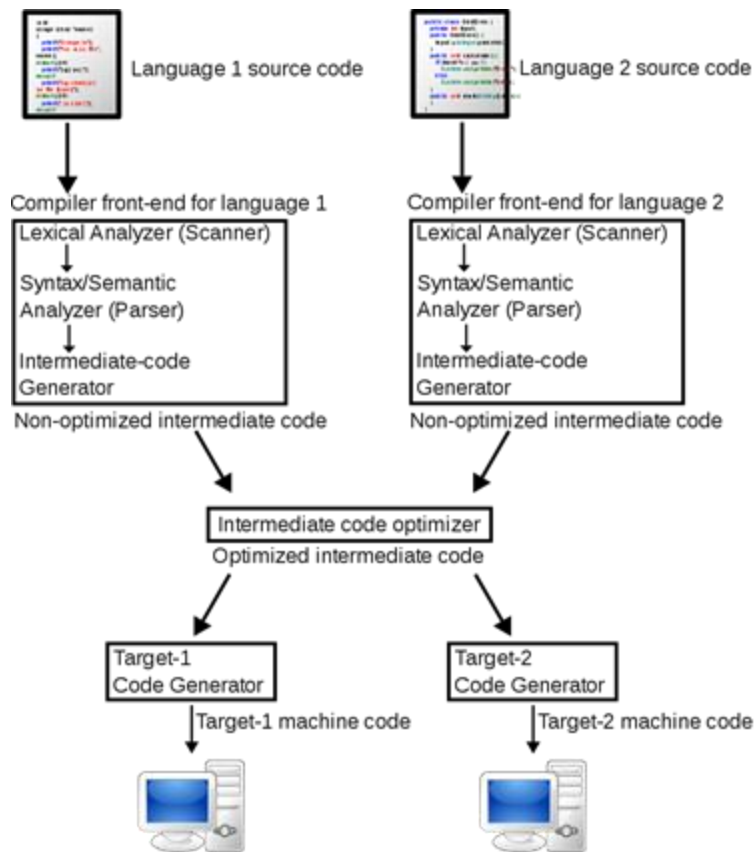 Language 1 source code
Language 2 source code
Compiler front-end for language 1
Lexical Analyzer (Scanner)
Syntax/Semantic
Analyzer (Parser)
Intermediate-code
Generator
Non-optimized intermediate code
Compiler front-end for language 2
Lexical Analyzer (Scanner)
Syntax/Semantic
Analyzer (Parser)
Intermediate-code
Generator
Non-optimized intermediate code
Intermediate code optimizer
Optimized intermediate code
Target-1
Code Generator
Target-1 machine code
Target-2
Code Generator
Target-2 machine code